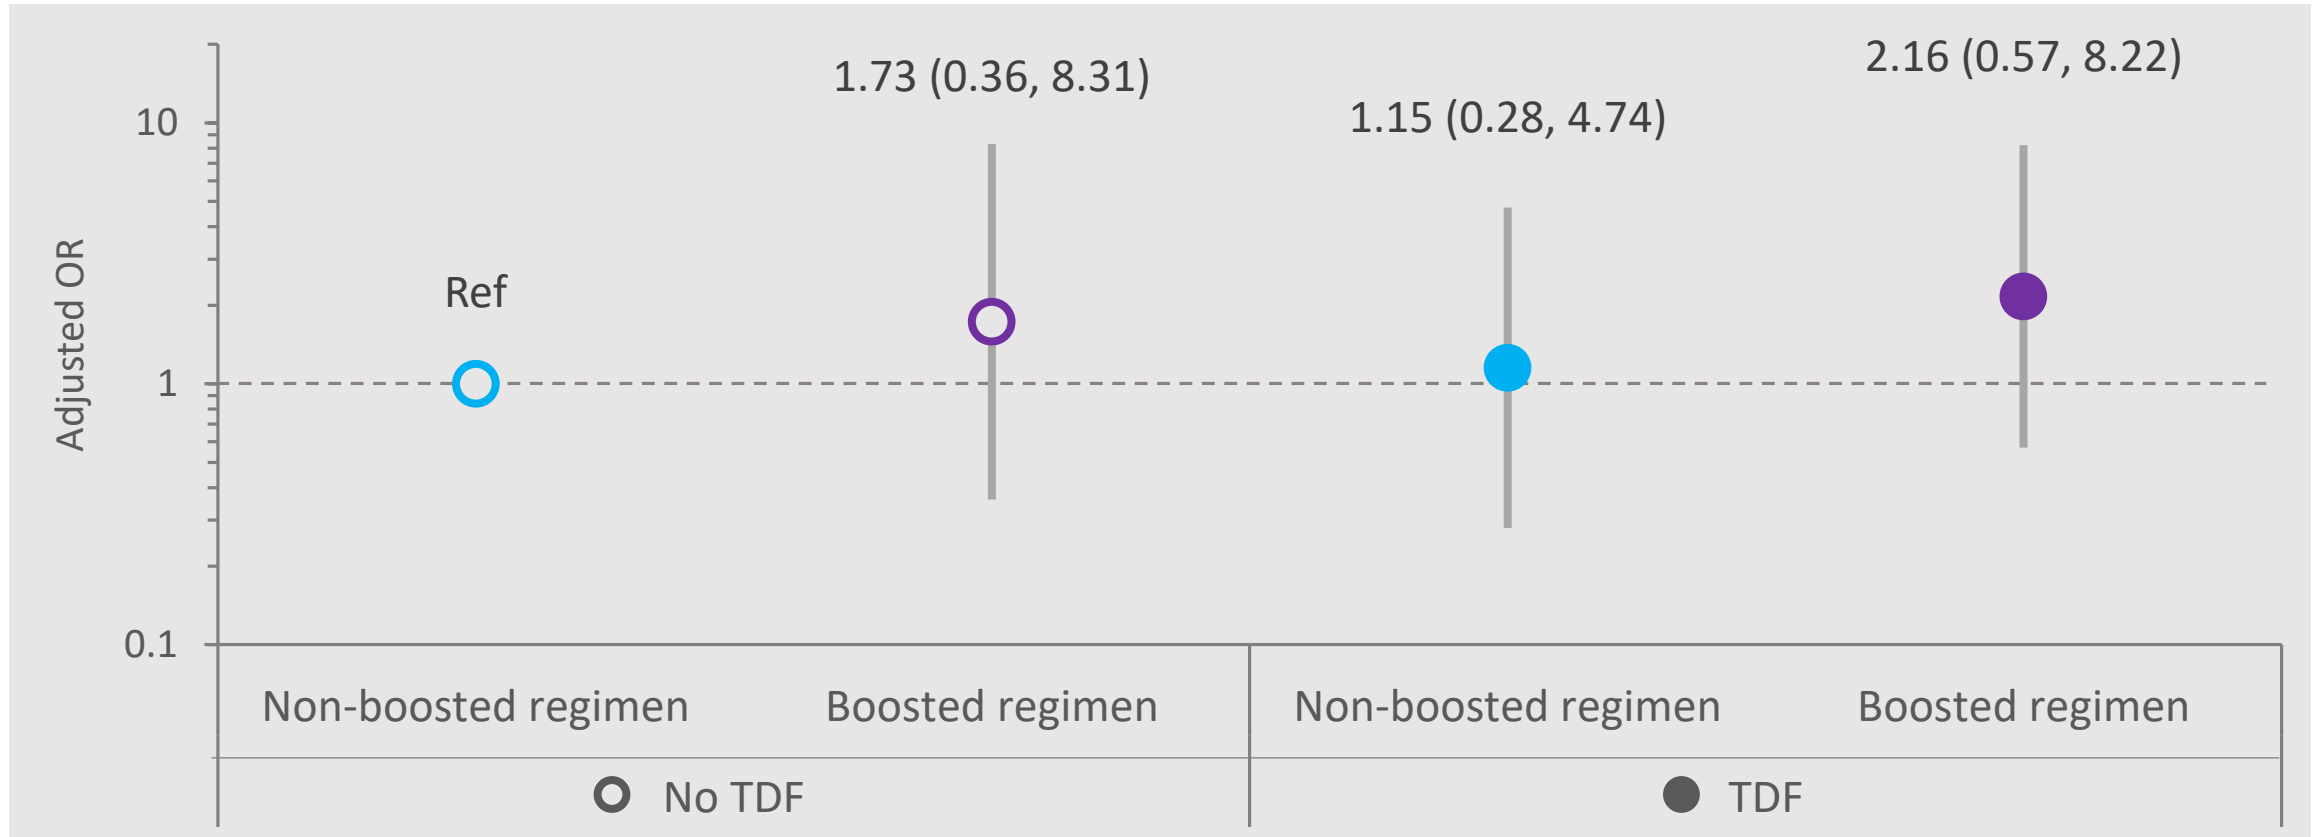 2.16 (0.57, 8.22)
1.73 (0.36, 8.31)
1.15 (0.28, 4.74)
10
Ref
Adjusted OR
1
0.1
Non-boosted regimen
Boosted regimen
Non-boosted regimen
Boosted regimen
No TDF
TDF